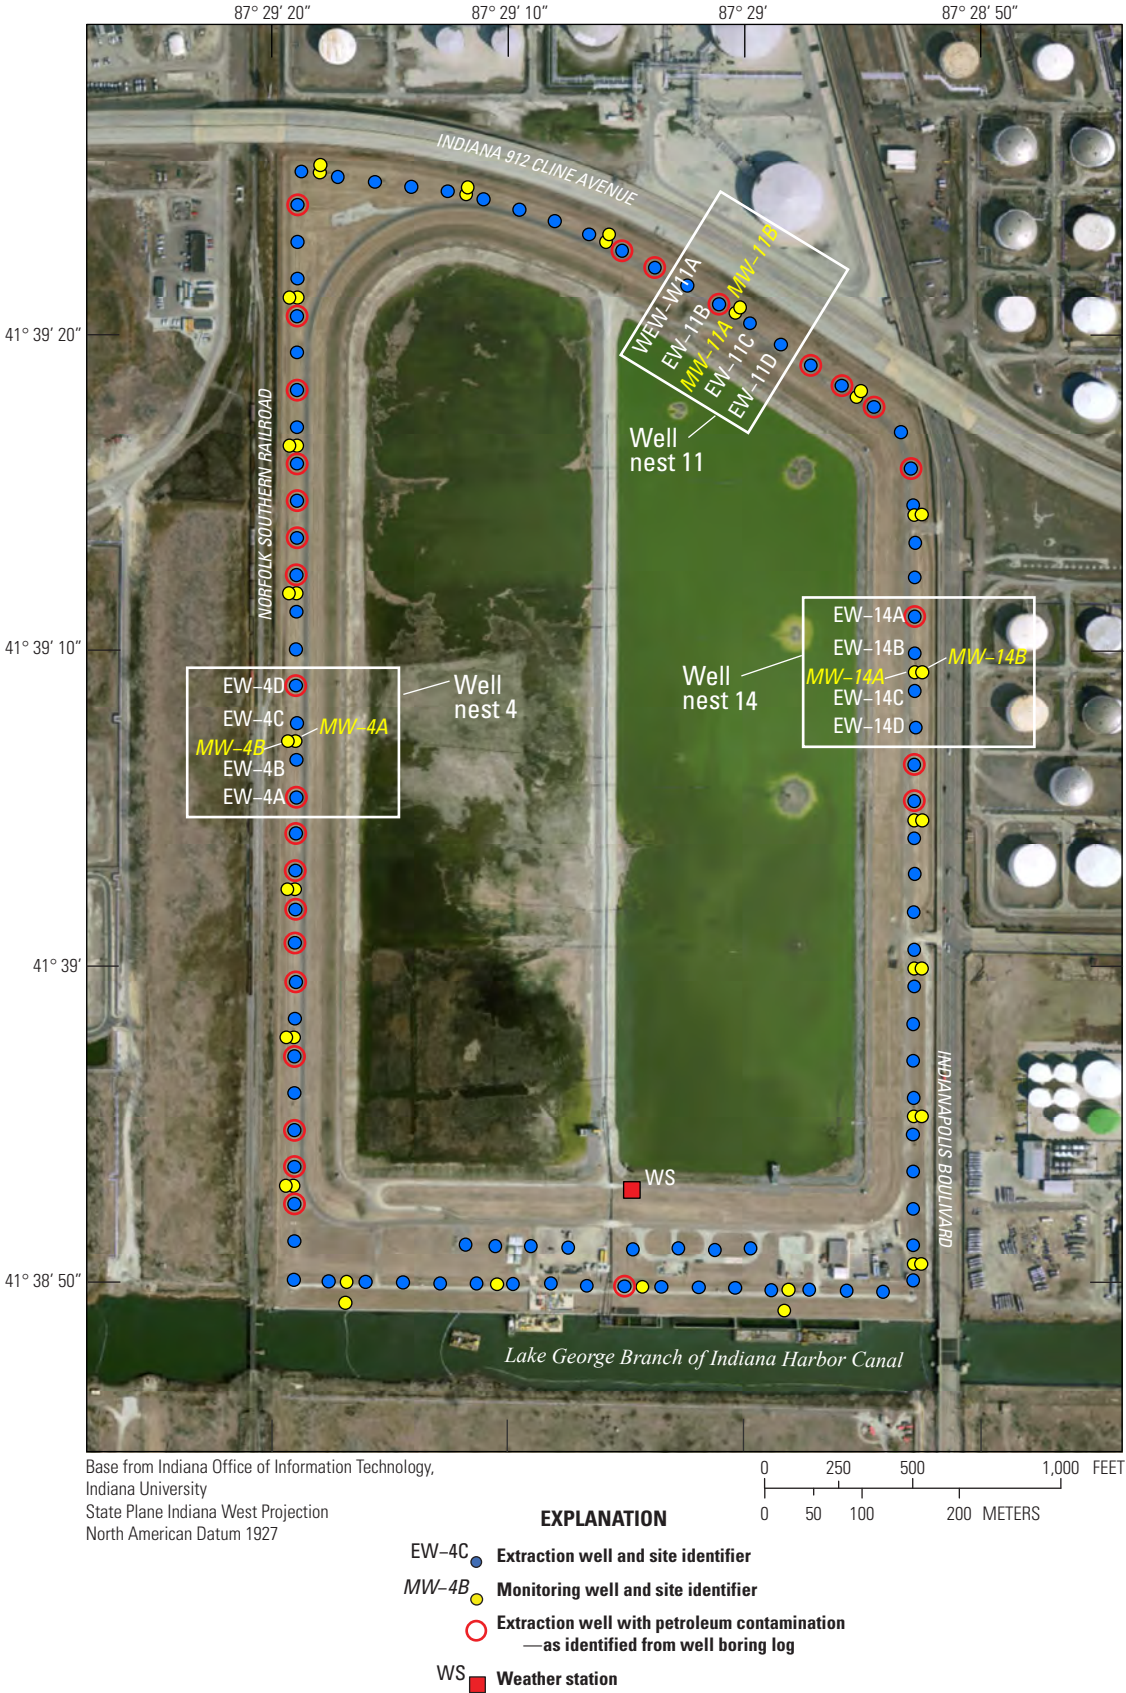 87° 29' 20"
87° 29' 10"
87° 29'
87° 28' 50"
INDIANA 912 CLINE AVENUE
41° 39' 20"
WEW–W11A
EW–11B
MW–11A
MW–11B
EW–11C
EW–11D
Well
nest 11
NORFOLK SOUTHERN RAILROAD
41° 39' 10"
EW–14A
EW–14B
MW–14B
MW–14A
EW–14C
EW–14D
Well
nest 14
EW–4D
EW–4C
MW–4A
MW–4B
EW–4B
EW–4A
Well
nest 4
41° 39'
INDIANAPOLIS BOULIVARD
WS
41° 38' 50"
Lake George Branch of Indiana Harbor Canal
Base from Indiana Office of Information Technology,
Indiana University
State Plane Indiana West Projection
North American Datum 1927
0 250 500 1,000 FEET
0 50 100 200 METERS
EXPLANATION
EW–4C Extraction well and site identifier
MW–4B Monitoring well and site identifier
Extraction well with petroleum contamination
—as identified from well boring log
WS Weather station